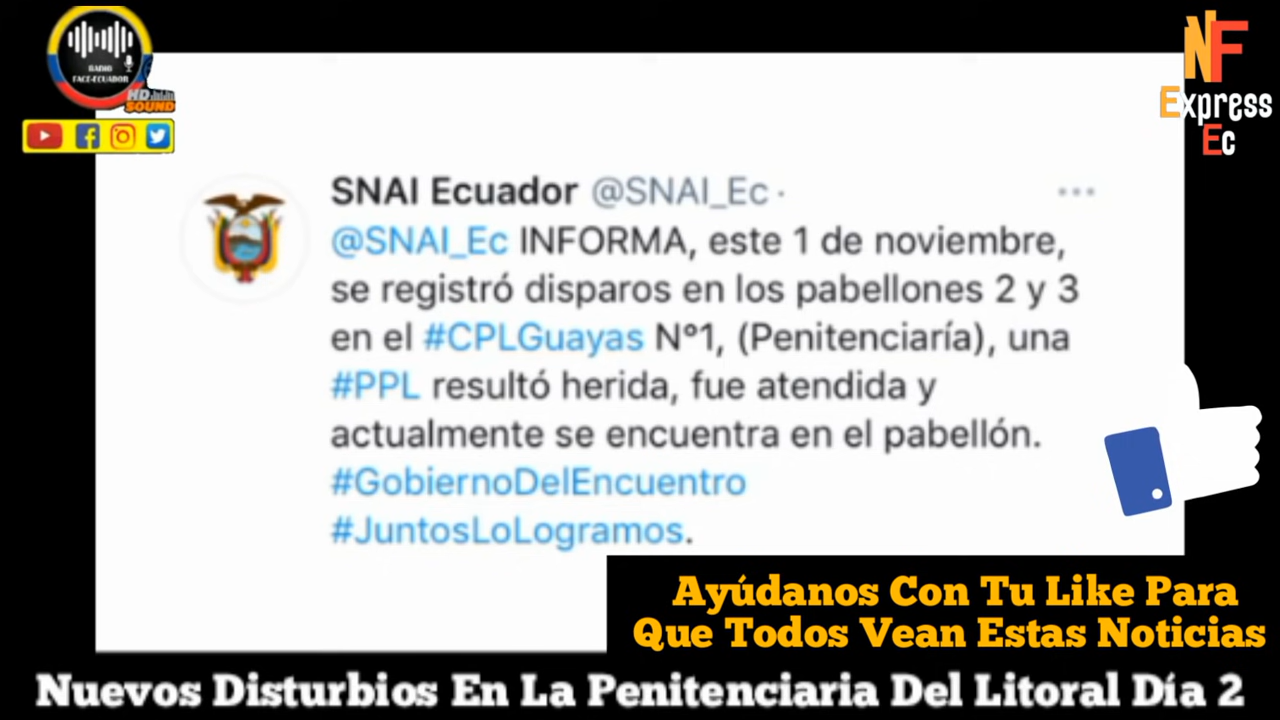 RADIO
FACE-ECUADOR
HD
SOUND
NF
Express
Ec
SNAI Ecuador @SNAI_Ec ·
@SNAI_Ec INFORMA, este 1 de noviembre,
se registró disparos en los pabellones 2 y 3
en el #CPLGuayas N°1, (Penitenciaría), una
#PPL resultó herida, fue atendida y
actualmente se encuentra en el pabellón.
#GobiernoDelEncuentro
#JuntosLoLogramos.
Ayúdanos Con Tu Like Para
Que Todos Vean Estas Noticias
Nuevos Disturbios En La Penitenciaria Del Litoral Día 2